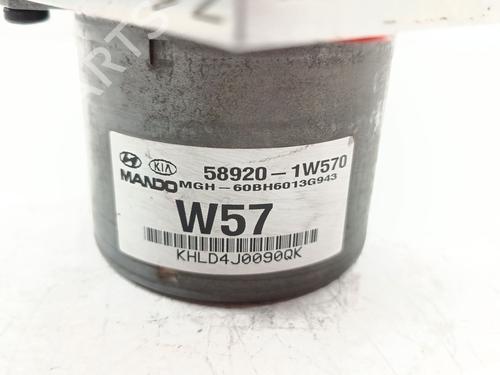 KIA 58920-1W570
MANDO MGH-60BH6013G943
W57
KHLD4J0090QK